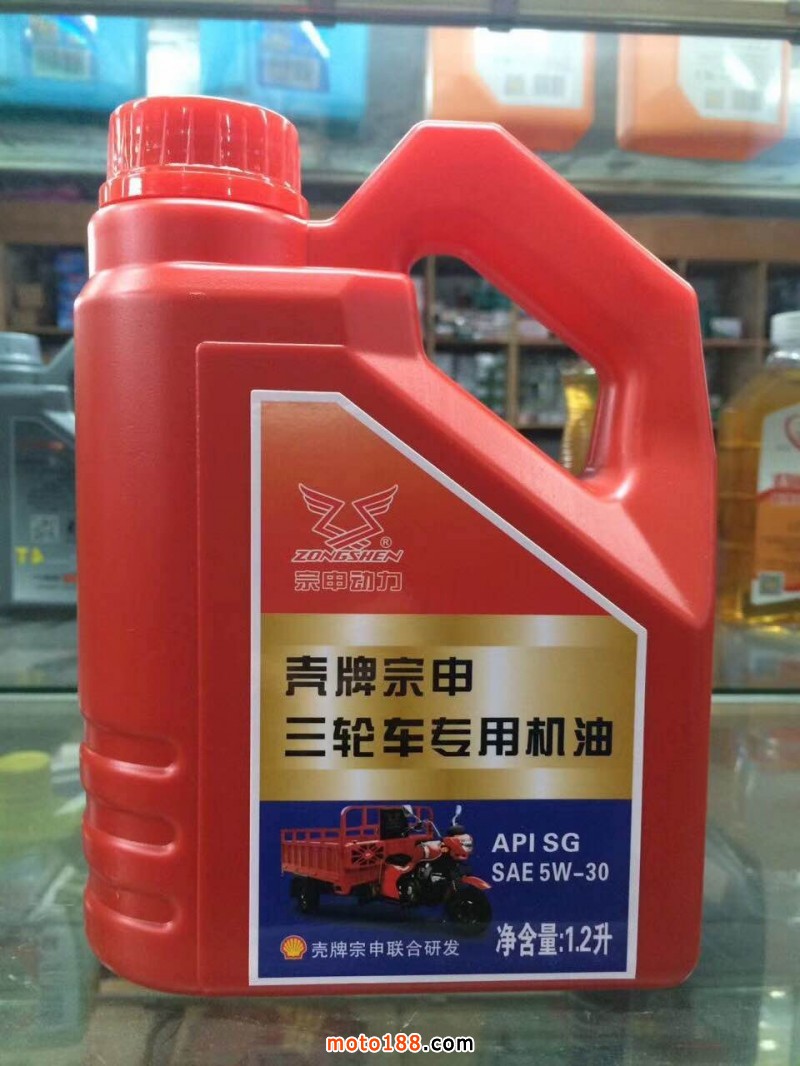 ZONGSHEN ®
宗申动力
壳牌宗申
三轮车专用机油
API SG
SAE 5W-30
净含量:1.2升
壳牌宗申联合研发
moto188.com